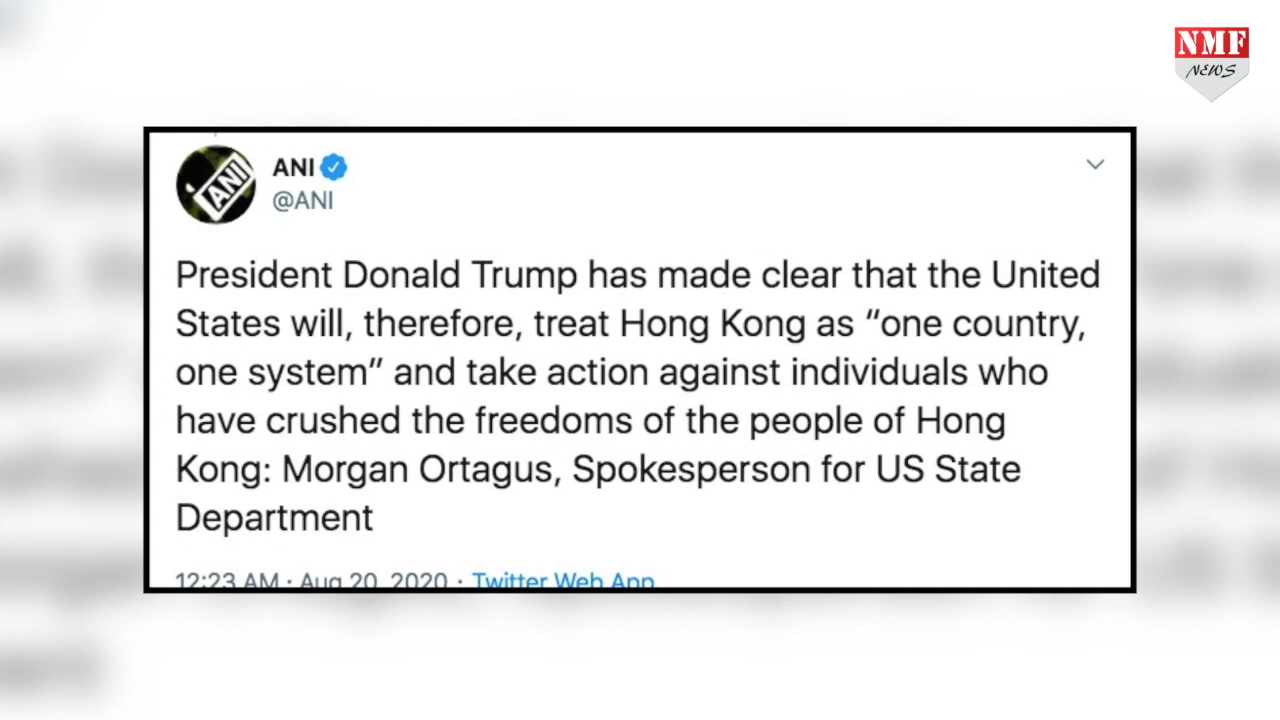 NMF
NEWS
ANI
ANI
@ANI
President Donald Trump has made clear that the United
States will, therefore, treat Hong Kong as “one country,
one system” and take action against individuals who
have crushed the freedoms of the people of Hong
Kong: Morgan Ortagus, Spokesperson for US State
Department
12:23 AM · Aug 20, 2020 · Twitter Web App